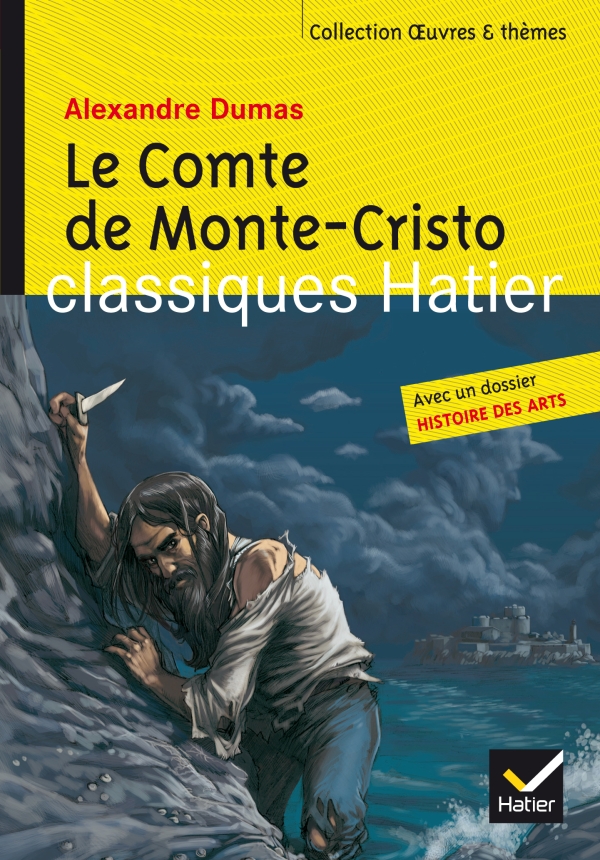 Collection Œuvres & thèmes
Alexandre Dumas
Le Comte
de Monte-Cristo
classiques Hatier
Avec un dossier
HISTOIRE DES ARTS
Hatier